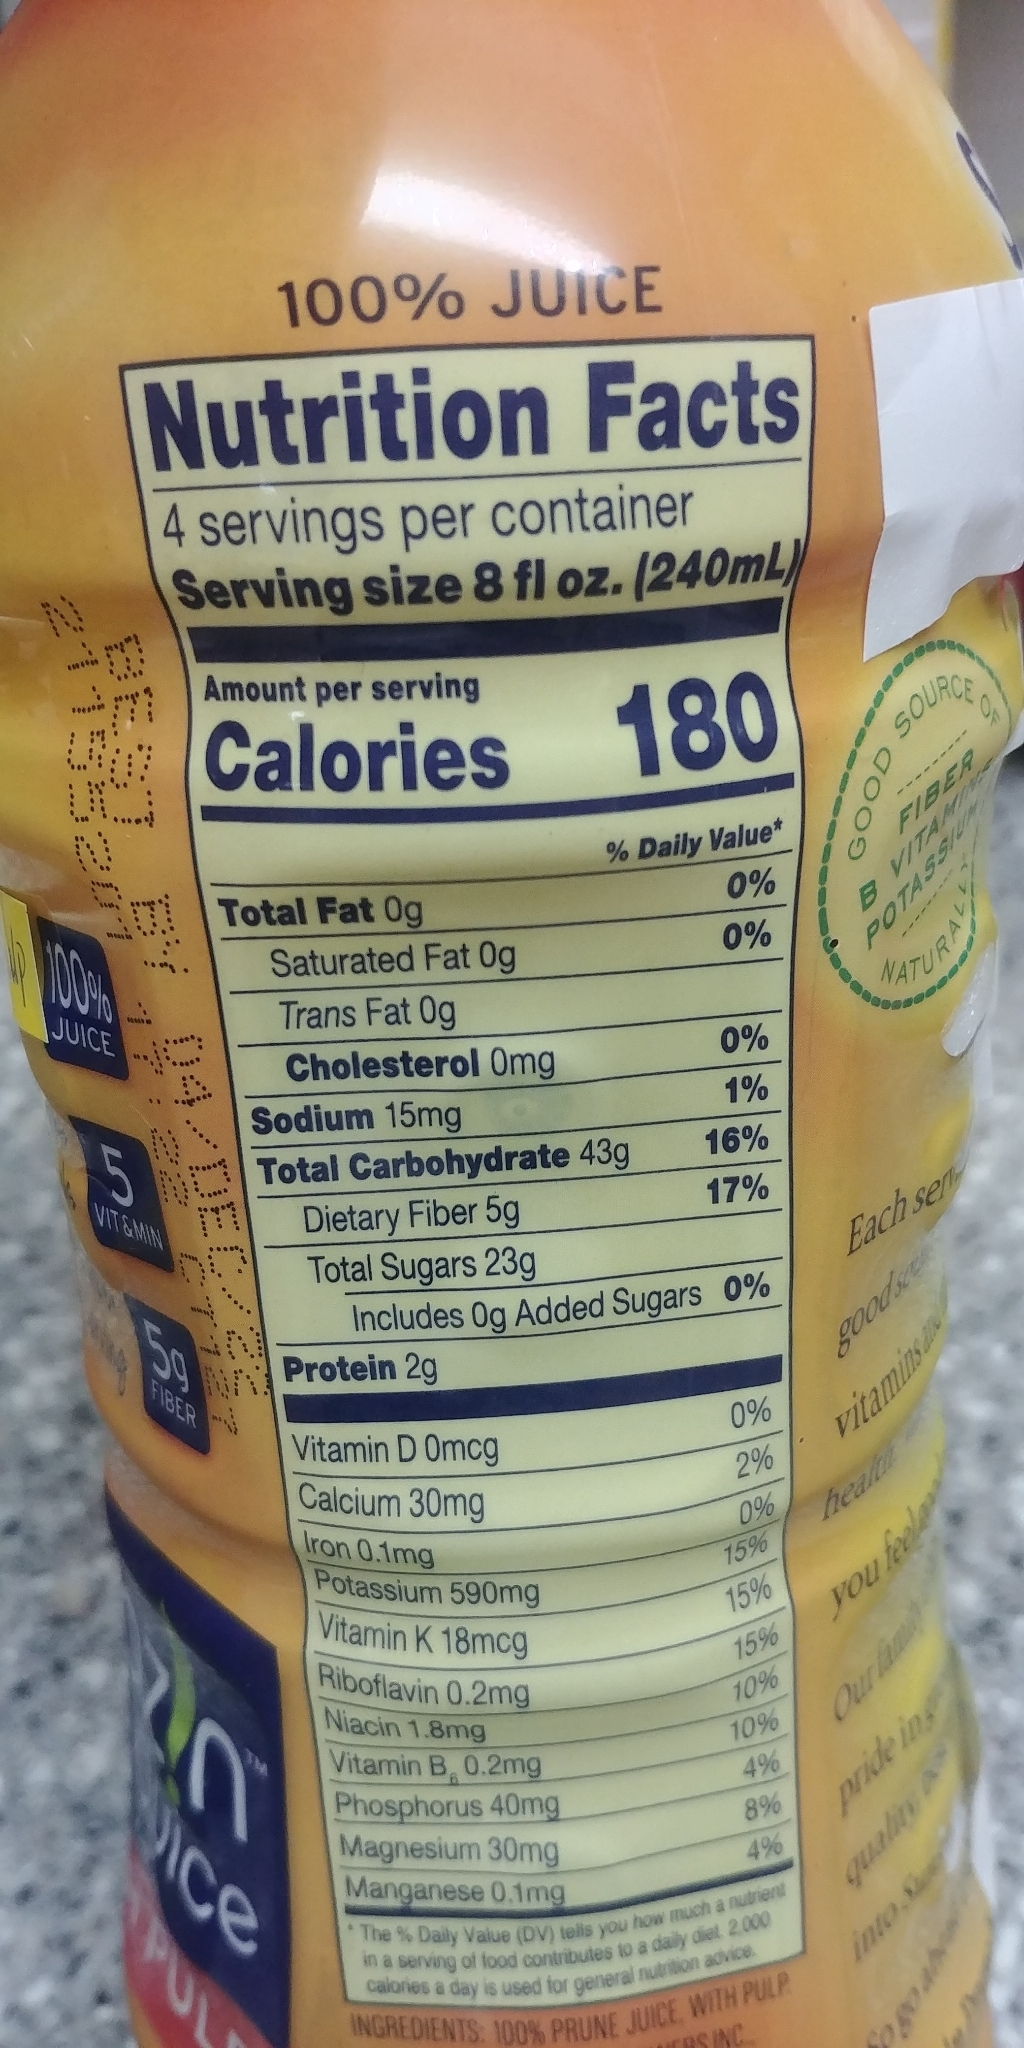 100% JUICE
Nutrition Facts
4 servings per container
Serving size 8 fl oz. (240mL)
Amount per serving
Calories 180
% Daily Value*
Total Fat 0g 0%
Saturated Fat 0g 0%
Trans Fat 0g
Cholesterol 0mg 0%
Sodium 15mg 1%
Total Carbohydrate 43g 16%
Dietary Fiber 5g 17%
Total Sugars 23g
Includes 0g Added Sugars 0%
Protein 2g
Vitamin D 0mcg 0%
Calcium 30mg 2%
Iron 0.1mg 0%
Potassium 590mg 15%
Vitamin K 18mcg 15%
Riboflavin 0.2mg 15%
Niacin 1.8mg 10%
Vitamin B6 0.2mg 10%
Phosphorus 40mg 4%
Magnesium 30mg 8%
Manganese 0.1mg 4%
* The % Daily Value (DV) tells you how much a nutrient
in a serving of food contributes to a daily diet. 2,000
calories a day is used for general nutrition advice.
INGREDIENTS: 100% PRUNE JUICE, WITH PULP.
100%
JUICE
5
VIT & MIN
5g
FIBER
GOOD SOURCE OF
FIBER
B VITAMIN
POTASSIUM
NATURALLY
Each
good
vitamins
you feel
Our family
pride in
quality
into
So go